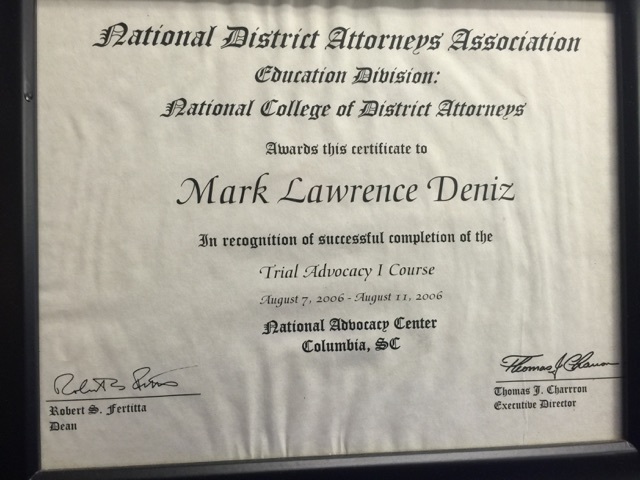 National District Attorneys Association
Education Division:
National College of District Attorneys
Awards this certificate to
Mark Lawrence Deniz
In recognition of successful completion of the
Trial Advocacy I Course
August 7, 2006 - August 11, 2006
National Advocacy Center
Columbia, SC
Robert S. Fertitta
Dean
Thomas J. Charron
Thomas J. Charrron
Executive Director